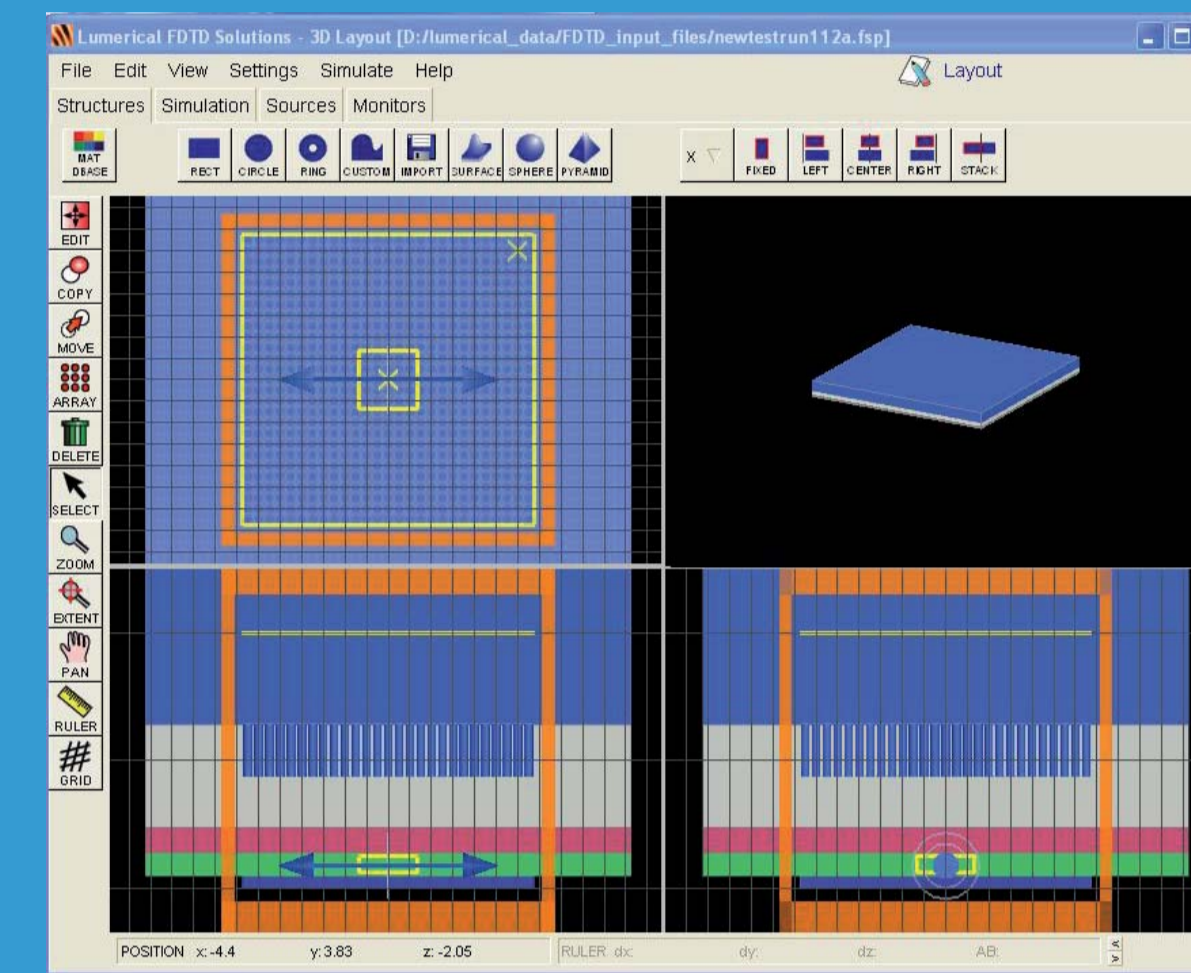 Lumerical FDTD Solutions - 3D Layout [D:/lumerical_data/FDTD_input_files/newtestrun112a.fsp]
File Edit View Settings Simulate Help Layout
Structures Simulation Sources Monitors
MAT DBASE
RECT CIRCLE RING CUSTOM IMPORT SURFACE SPHERE PYRAMID X FIXED LEFT CENTER RIGHT STACK
EDIT
COPY
MOVE
ARRAY
DELETE
SELECT
ZOOM
EXTENT
PAN
RULER
GRID
POSITION x:-4.4 y:3.83 z:-2.05 RULER dx: dy: dz: AB: